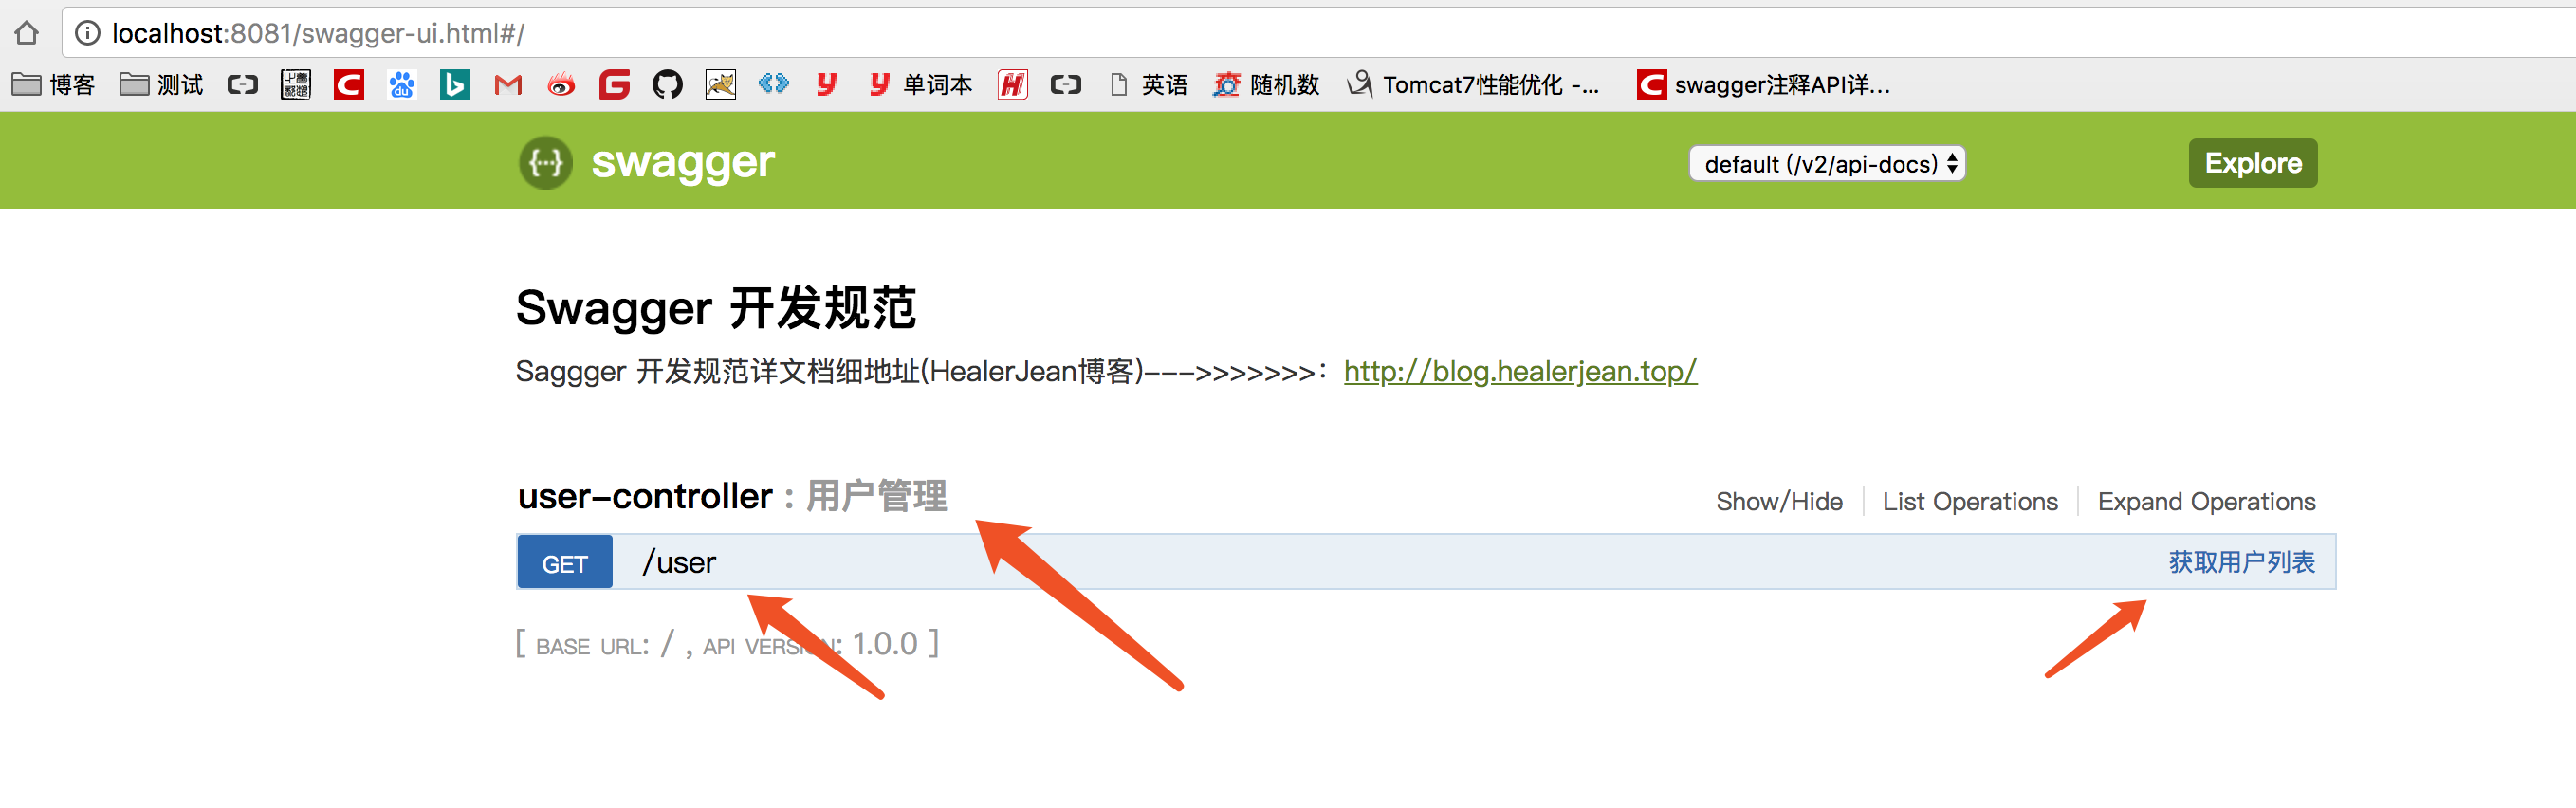 localhost:8081/swagger-ui.html#/
博客 测试 单词本 英语 随机数 Tomcat7性能优化 -... swagger注释API详...
swagger default (/v2/api-docs) Explore
Swagger 开发规范
Saggger 开发规范详文档细地址(HealerJean博客)--->>>>>>>：http://blog.healerjean.top/
user-controller : 用户管理 Show/Hide List Operations Expand Operations
GET /user 获取用户列表
[ BASE URL: / , API VERSION: 1.0.0 ]